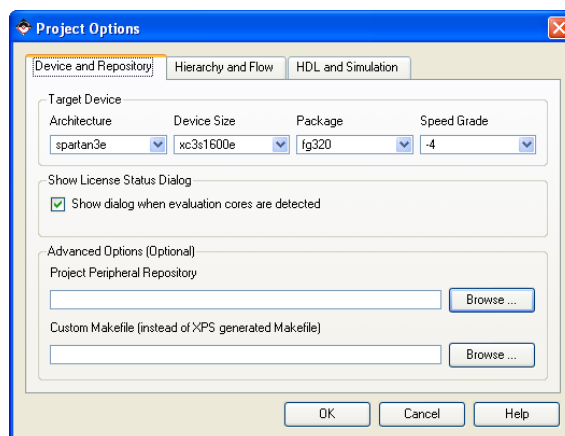 Project Options
Device and Repository Hierarchy and Flow HDL and Simulation
Target Device
Architecture Device Size Package Speed Grade
spartan3e xc3s1600e fg320 -4
Show License Status Dialog
Show dialog when evaluation cores are detected
Advanced Options (Optional)
Project Peripheral Repository
Browse ...
Custom Makefile (instead of XPS generated Makefile)
Browse ...
OK Cancel Help